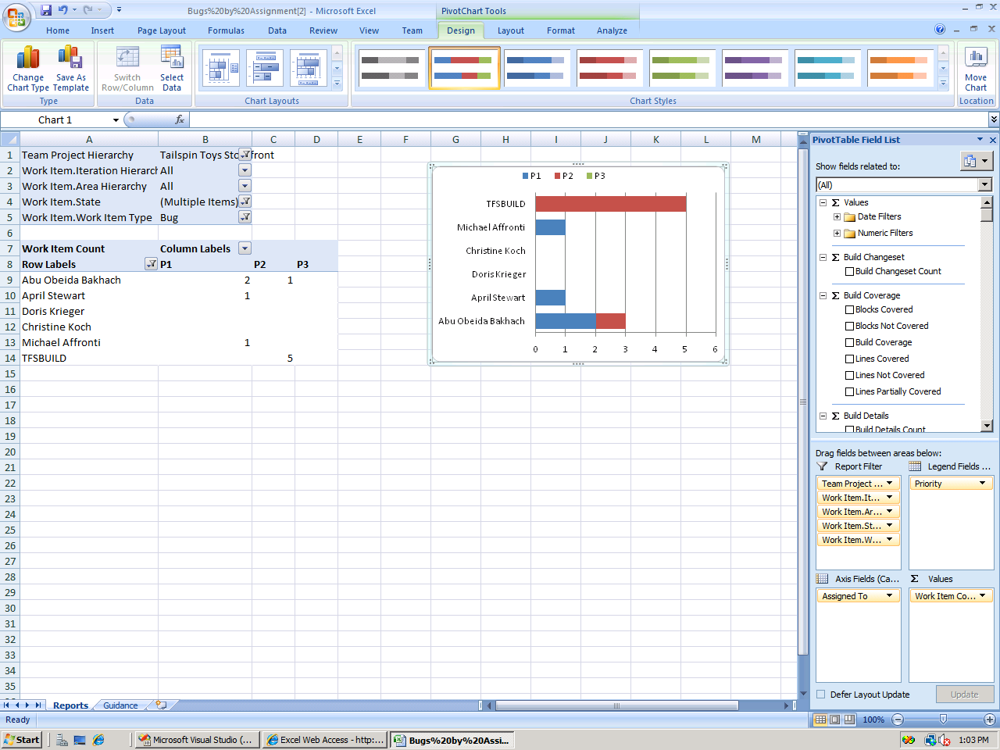 Bugs%20by%20Assignment[2] - Microsoft Excel
PivotChart Tools
Home Insert Page Layout Formulas Data Review View Team Design Layout Format Analyze
Change Chart Type
Save As Template
Switch Row/Column
Select Data
Move Chart
Type Data Chart Layouts Chart Styles Location
Chart 1 fx
A B C D E F G H I J K L M
1 Team Project Hierarchy Tailspin Toys Sto front
2 Work Item.Iteration Hierarch All
3 Work Item.Area Hierarchy All
4 Work Item.State (Multiple Items)
5 Work Item.Work Item Type Bug
6
7 Work Item Count Column Labels
8 Row Labels P1 P2 P3
9 Abu Obeida Bakhach 2 1
10 April Stewart 1
11 Doris Krieger
12 Christine Koch
13 Michael Affronti 1
14 TFSBUILD 5
15
16
17
18
19
20
21
22
23
24
25
26
27
28
29
30
31
32
33
34
35
P1 P2 P3
TFSBUILD
Michael Affronti
Christine Koch
Doris Krieger
April Stewart
Abu Obeida Bakhach
0 1 2 3 4 5 6
PivotTable Field List
Show fields related to:
(All)
Σ Values
Date Filters
Numeric Filters
Σ Build Changeset
Build Changeset Count
Σ Build Coverage
Blocks Covered
Blocks Not Covered
Build Coverage
Lines Covered
Lines Not Covered
Lines Partially Covered
Σ Build Details
Build Details Count
Drag fields between areas below:
Report Filter Legend Fields ...
Team Project ... Priority
Work Item.It...
Work Item.Ar...
Work Item.St...
Work Item.W...
Axis Fields (Ca... Σ Values
Assigned To Work Item Co...
Defer Layout Update Update
Reports Guidance
Ready 100%
Start Microsoft Visual Studio (... Excel Web Access - http:... Bugs%20by%20Assi... 1:03 PM